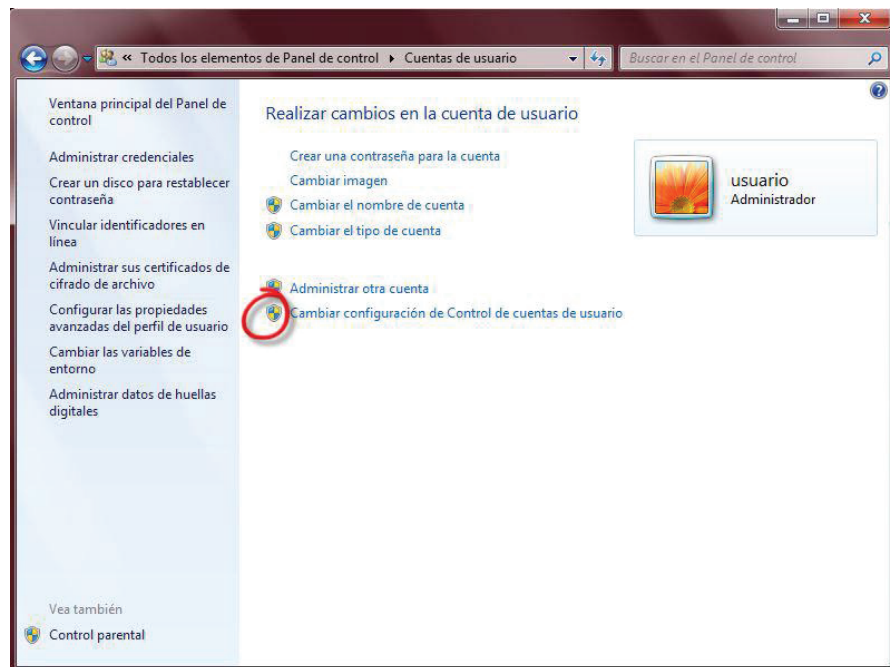 « Todos los elementos de Panel de control ▸ Cuentas de usuario
Buscar en el Panel de control
Ventana principal del Panel de
control
Administrar credenciales
Crear un disco para restablecer
contraseña
Vincular identificadores en
línea
Administrar sus certificados de
cifrado de archivo
Configurar las propiedades
avanzadas del perfil de usuario
Cambiar las variables de
entorno
Administrar datos de huellas
digitales
Vea también
Control parental
Realizar cambios en la cuenta de usuario
Crear una contraseña para la cuenta
Cambiar imagen
Cambiar el nombre de cuenta
Cambiar el tipo de cuenta
Administrar otra cuenta
Cambiar configuración de Control de cuentas de usuario
usuario
Administrador